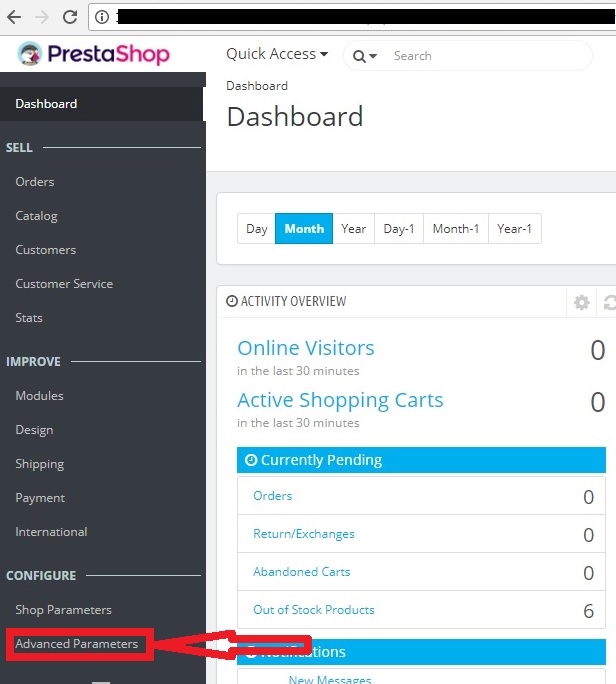 PrestaShop
Quick Access
Search
Dashboard
Dashboard
Dashboard
SELL
Orders
Catalog
Customers
Customer Service
Stats
IMPROVE
Modules
Design
Shipping
Payment
International
CONFIGURE
Shop Parameters
Advanced Parameters
Day Month Year Day-1 Month-1 Year-1
ACTIVITY OVERVIEW
Online Visitors 0
in the last 30 minutes
Active Shopping Carts 0
in the last 30 minutes
Currently Pending
Orders 0
Return/Exchanges 0
Abandoned Carts 0
Out of Stock Products 6
Notifications
New Messages